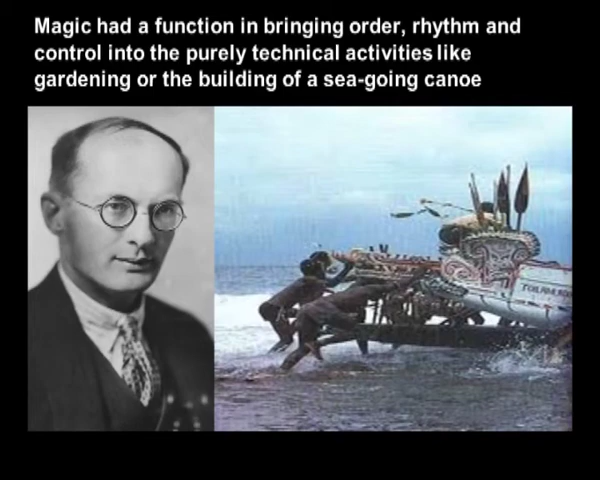 Magic had a function in bringing order, rhythm and
control into the purely technical activities like
gardening or the building of a sea-going canoe